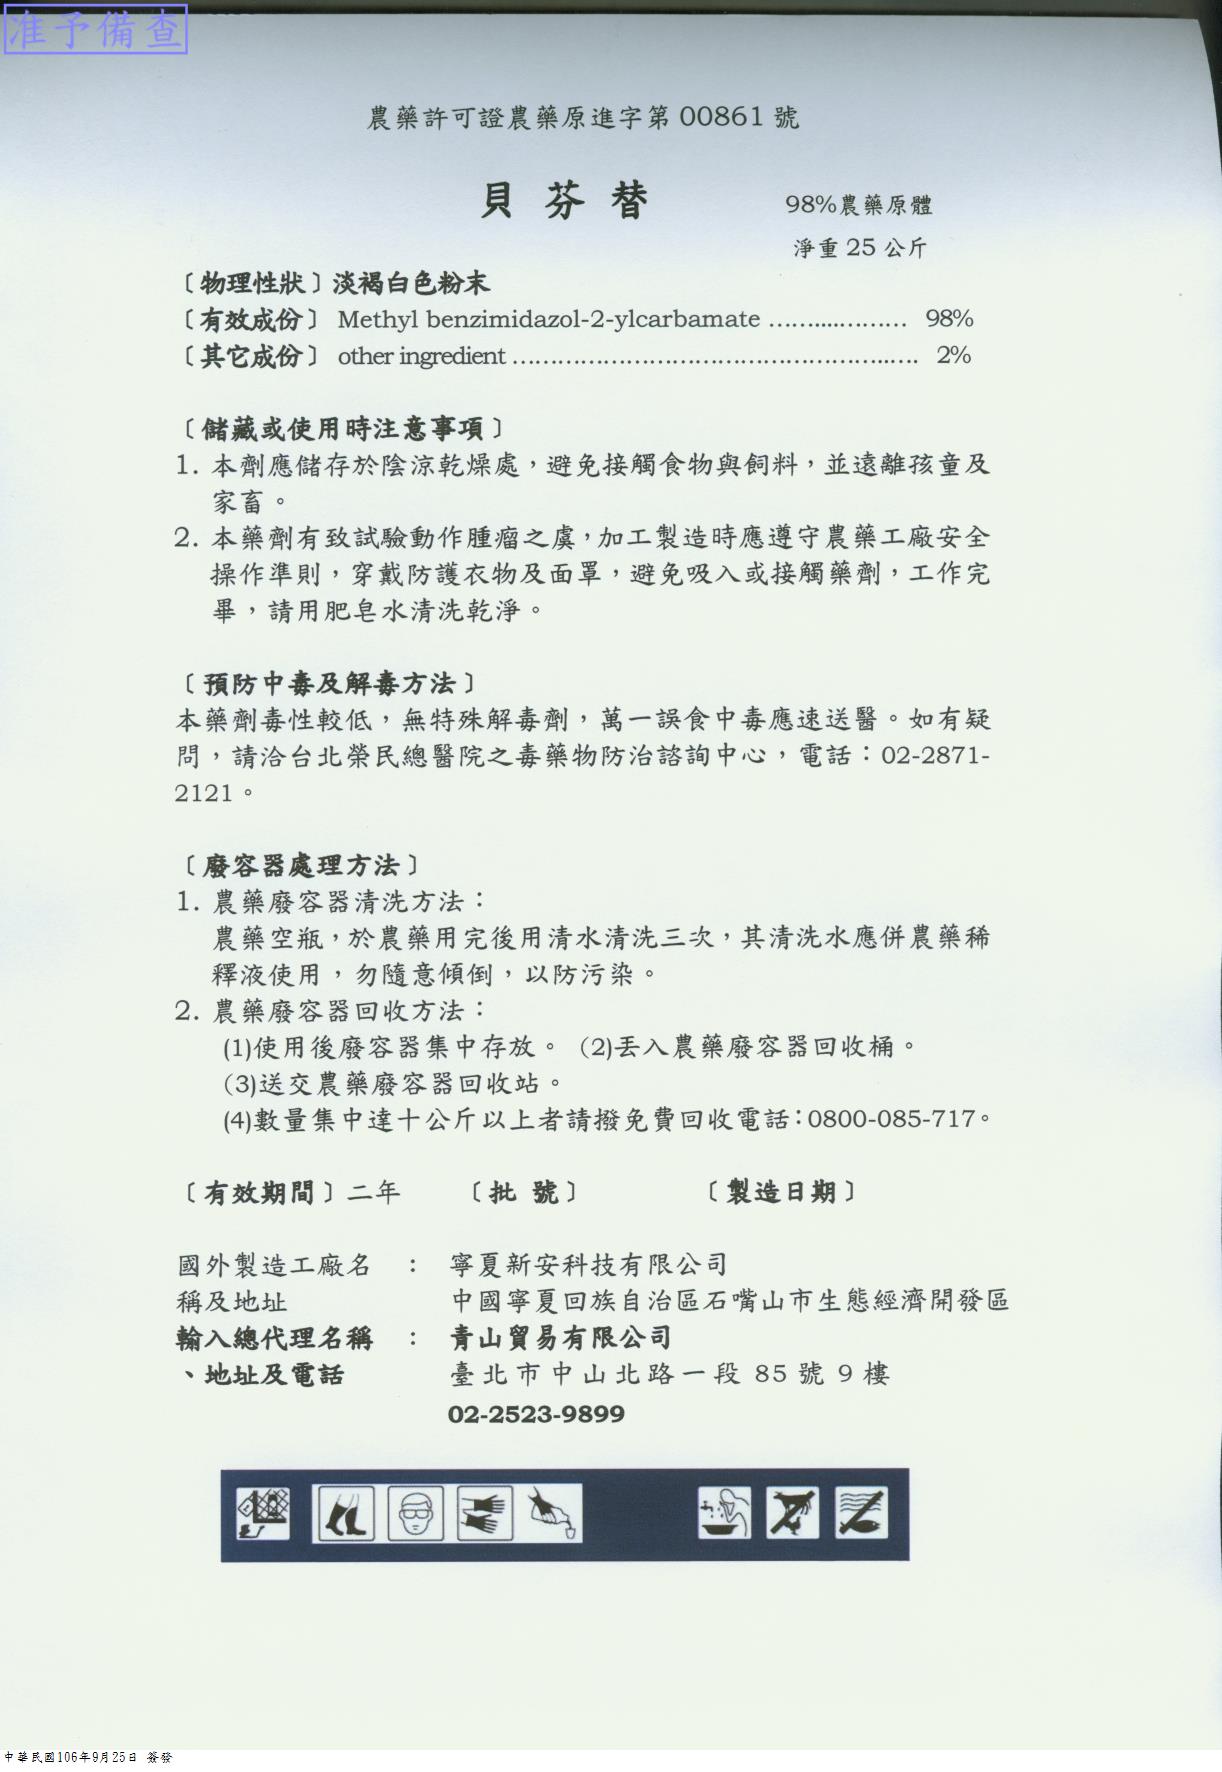 准予備查
農藥許可證農藥原進字第 00861 號
貝芬替
98%農藥原體
淨重 25 公斤
〔物理性狀〕淡褐白色粉末
〔有效成份〕 Methyl benzimidazol-2-ylcarbamate ...................... 98%
〔其它成份〕 other ingredient ...................................................... 2%
〔儲藏或使用時注意事項〕
1. 本劑應儲存於陰涼乾燥處，避免接觸食物與飼料，並遠離孩童及
家畜。
2. 本藥劑有致試驗動作腫瘤之虞，加工製造時應遵守農藥工廠安全
操作準則，穿戴防護衣物及面罩，避免吸入或接觸藥劑，工作完
畢，請用肥皂水清洗乾淨。
〔預防中毒及解毒方法〕
本藥劑毒性較低，無特殊解毒劑，萬一誤食中毒應速送醫。如有疑
問，請洽台北榮民總醫院之毒藥物防治諮詢中心，電話：02-2871-
2121。
〔廢容器處理方法〕
1. 農藥廢容器清洗方法：
農藥空瓶，於農藥用完後用清水清洗三次，其清洗水應併農藥稀
釋液使用，勿隨意傾倒，以防污染。
2. 農藥廢容器回收方法：
(1)使用後廢容器集中存放。 (2)丟入農藥廢容器回收桶。
(3)送交農藥廢容器回收站。
(4)數量集中達十公斤以上者請撥免費回收電話：0800-085-717。
〔有效期間〕二年 〔批 號〕 〔製造日期〕
國外製造工廠名 ： 寧夏新安科技有限公司
稱及地址 中國寧夏回族自治區石嘴山市生態經濟開發區
輸入總代理名稱 ： 青山貿易有限公司
、地址及電話 臺北市中山北路一段 85 號 9 樓
02-2523-9899
中華民國106年9月25日 簽發